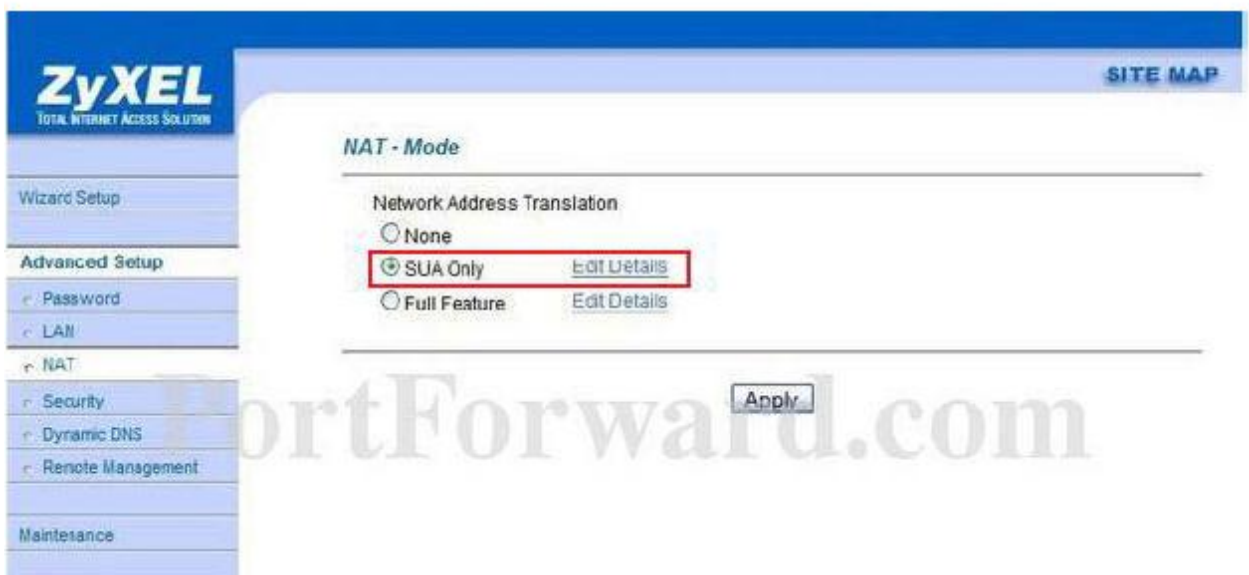 ZyXEL
TOTAL INTERNET ACCESS SOLUTION
SITE MAP
Wizard Setup
Advanced Setup
Password
LAN
NAT
Security
Dynamic DNS
Remote Management
Maintenance
NAT - Mode
Network Address Translation
None
SUA Only Edit Details
Full Feature Edit Details
Apply
PortForward.com